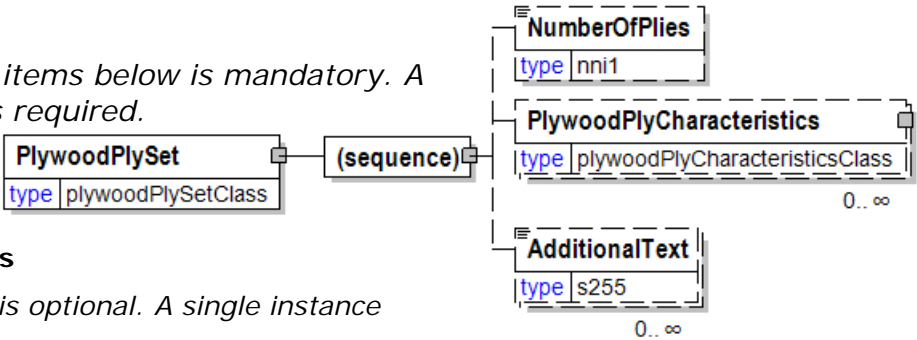 items below is mandatory. A
required.
PlywoodPlySet
type plywoodPlySetClass
(sequence)
NumberOfPlies
type nni1
PlywoodPlyCharacteristics
type plywoodPlyCharacteristicsClass
0.. ∞
AdditionalText
type s255
0.. ∞
s
is optional. A single instance